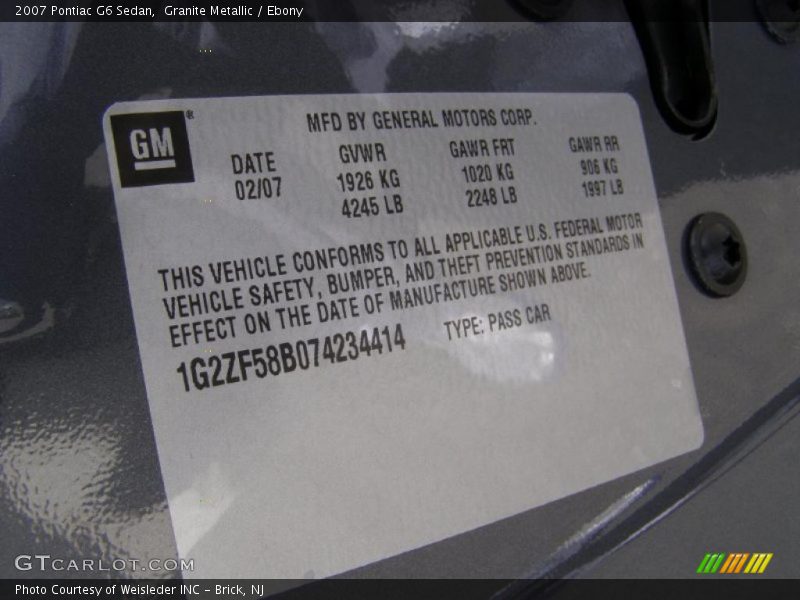 2007 Pontiac G6 Sedan,  Granite Metallic / Ebony
GM®
MFD BY GENERAL MOTORS CORP.
DATE GVWR GAWR FRT GAWR RR
02/07 1926 KG 1020 KG 906 KG
4245 LB 2248 LB 1997 LB
THIS VEHICLE CONFORMS TO ALL APPLICABLE U.S. FEDERAL MOTOR
VEHICLE SAFETY, BUMPER, AND THEFT PREVENTION STANDARDS IN
EFFECT ON THE DATE OF MANUFACTURE SHOWN ABOVE.
1G2ZF58B074234414 TYPE: PASS CAR
GTCARLOT.COM
Photo Courtesy of Weisleder INC - Brick, NJ